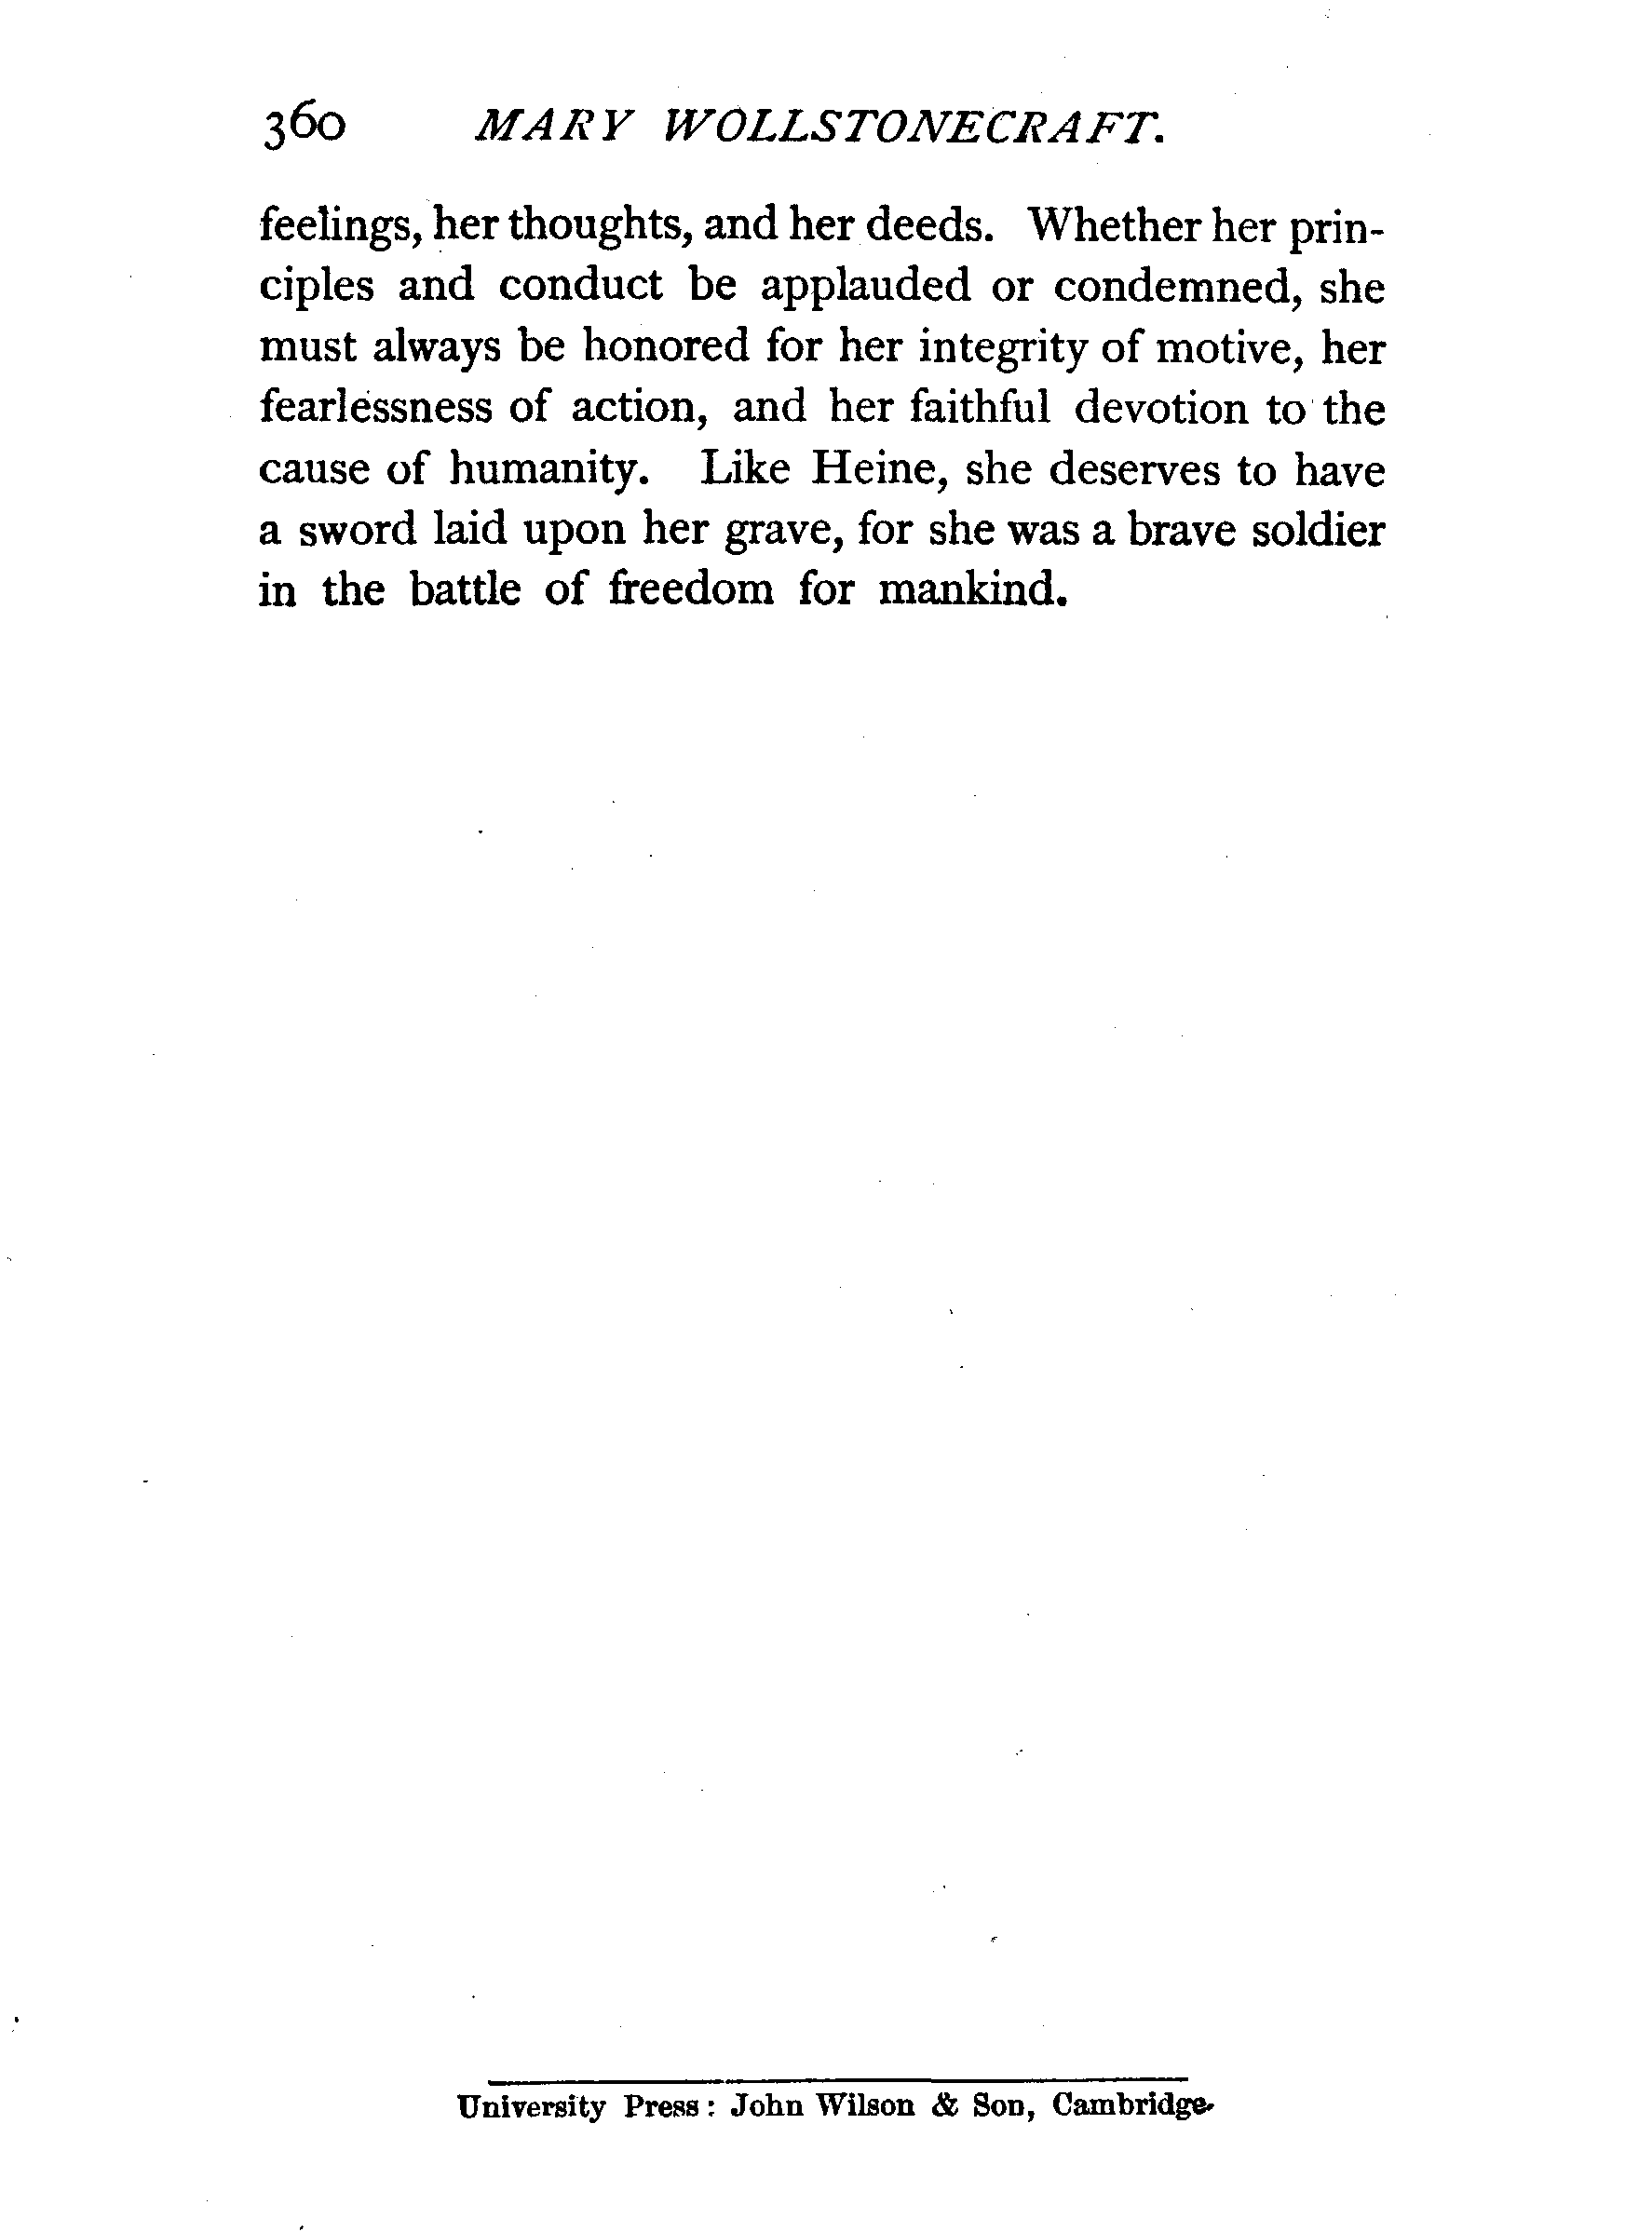 360 MARY WOLLSTONECRAFT.
feelings, her thoughts, and her deeds. Whether her prin-
ciples and conduct be applauded or condemned, she
must always be honored for her integrity of motive, her
fearlessness of action, and her faithful devotion to the
cause of humanity. Like Heine, she deserves to have
a sword laid upon her grave, for she was a brave soldier
in the battle of freedom for mankind.
University Press: John Wilson & Son, Cambridge.